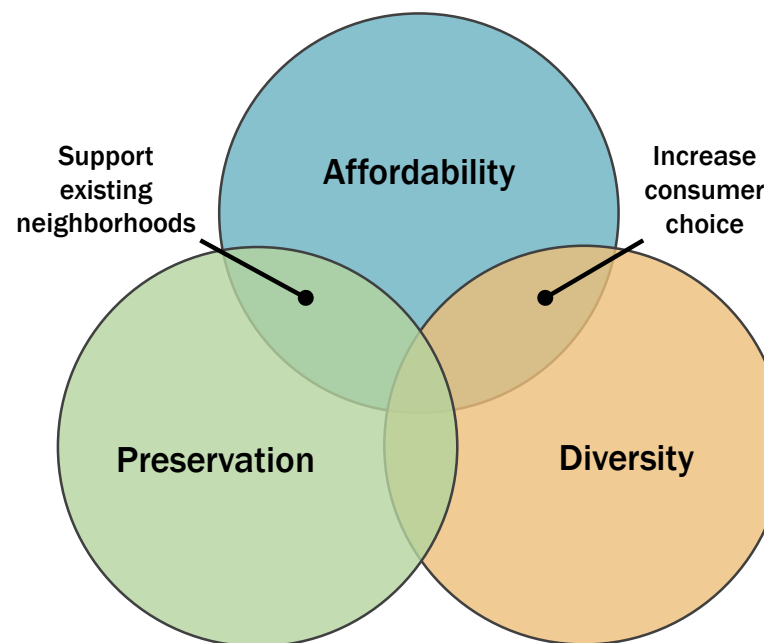 Support
existing
neighborhoods
Affordability
Increase
consumer
choice
Preservation
Diversity